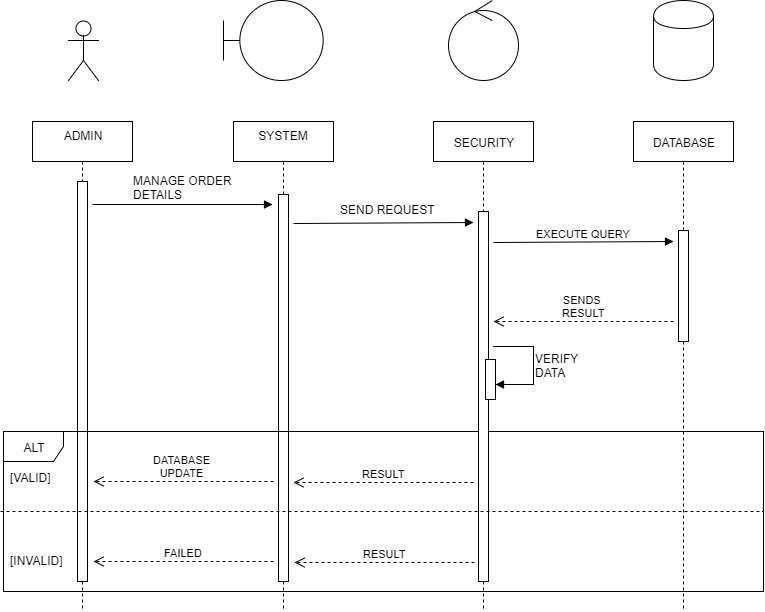 ADMIN
SYSTEM
SECURITY
DATABASE
MANAGE ORDER
DETAILS
SEND REQUEST
EXECUTE QUERY
SENDS
RESULT
VERIFY
DATA
ALT
[VALID]
DATABASE
UPDATE
RESULT
[INVALID]
FAILED
RESULT